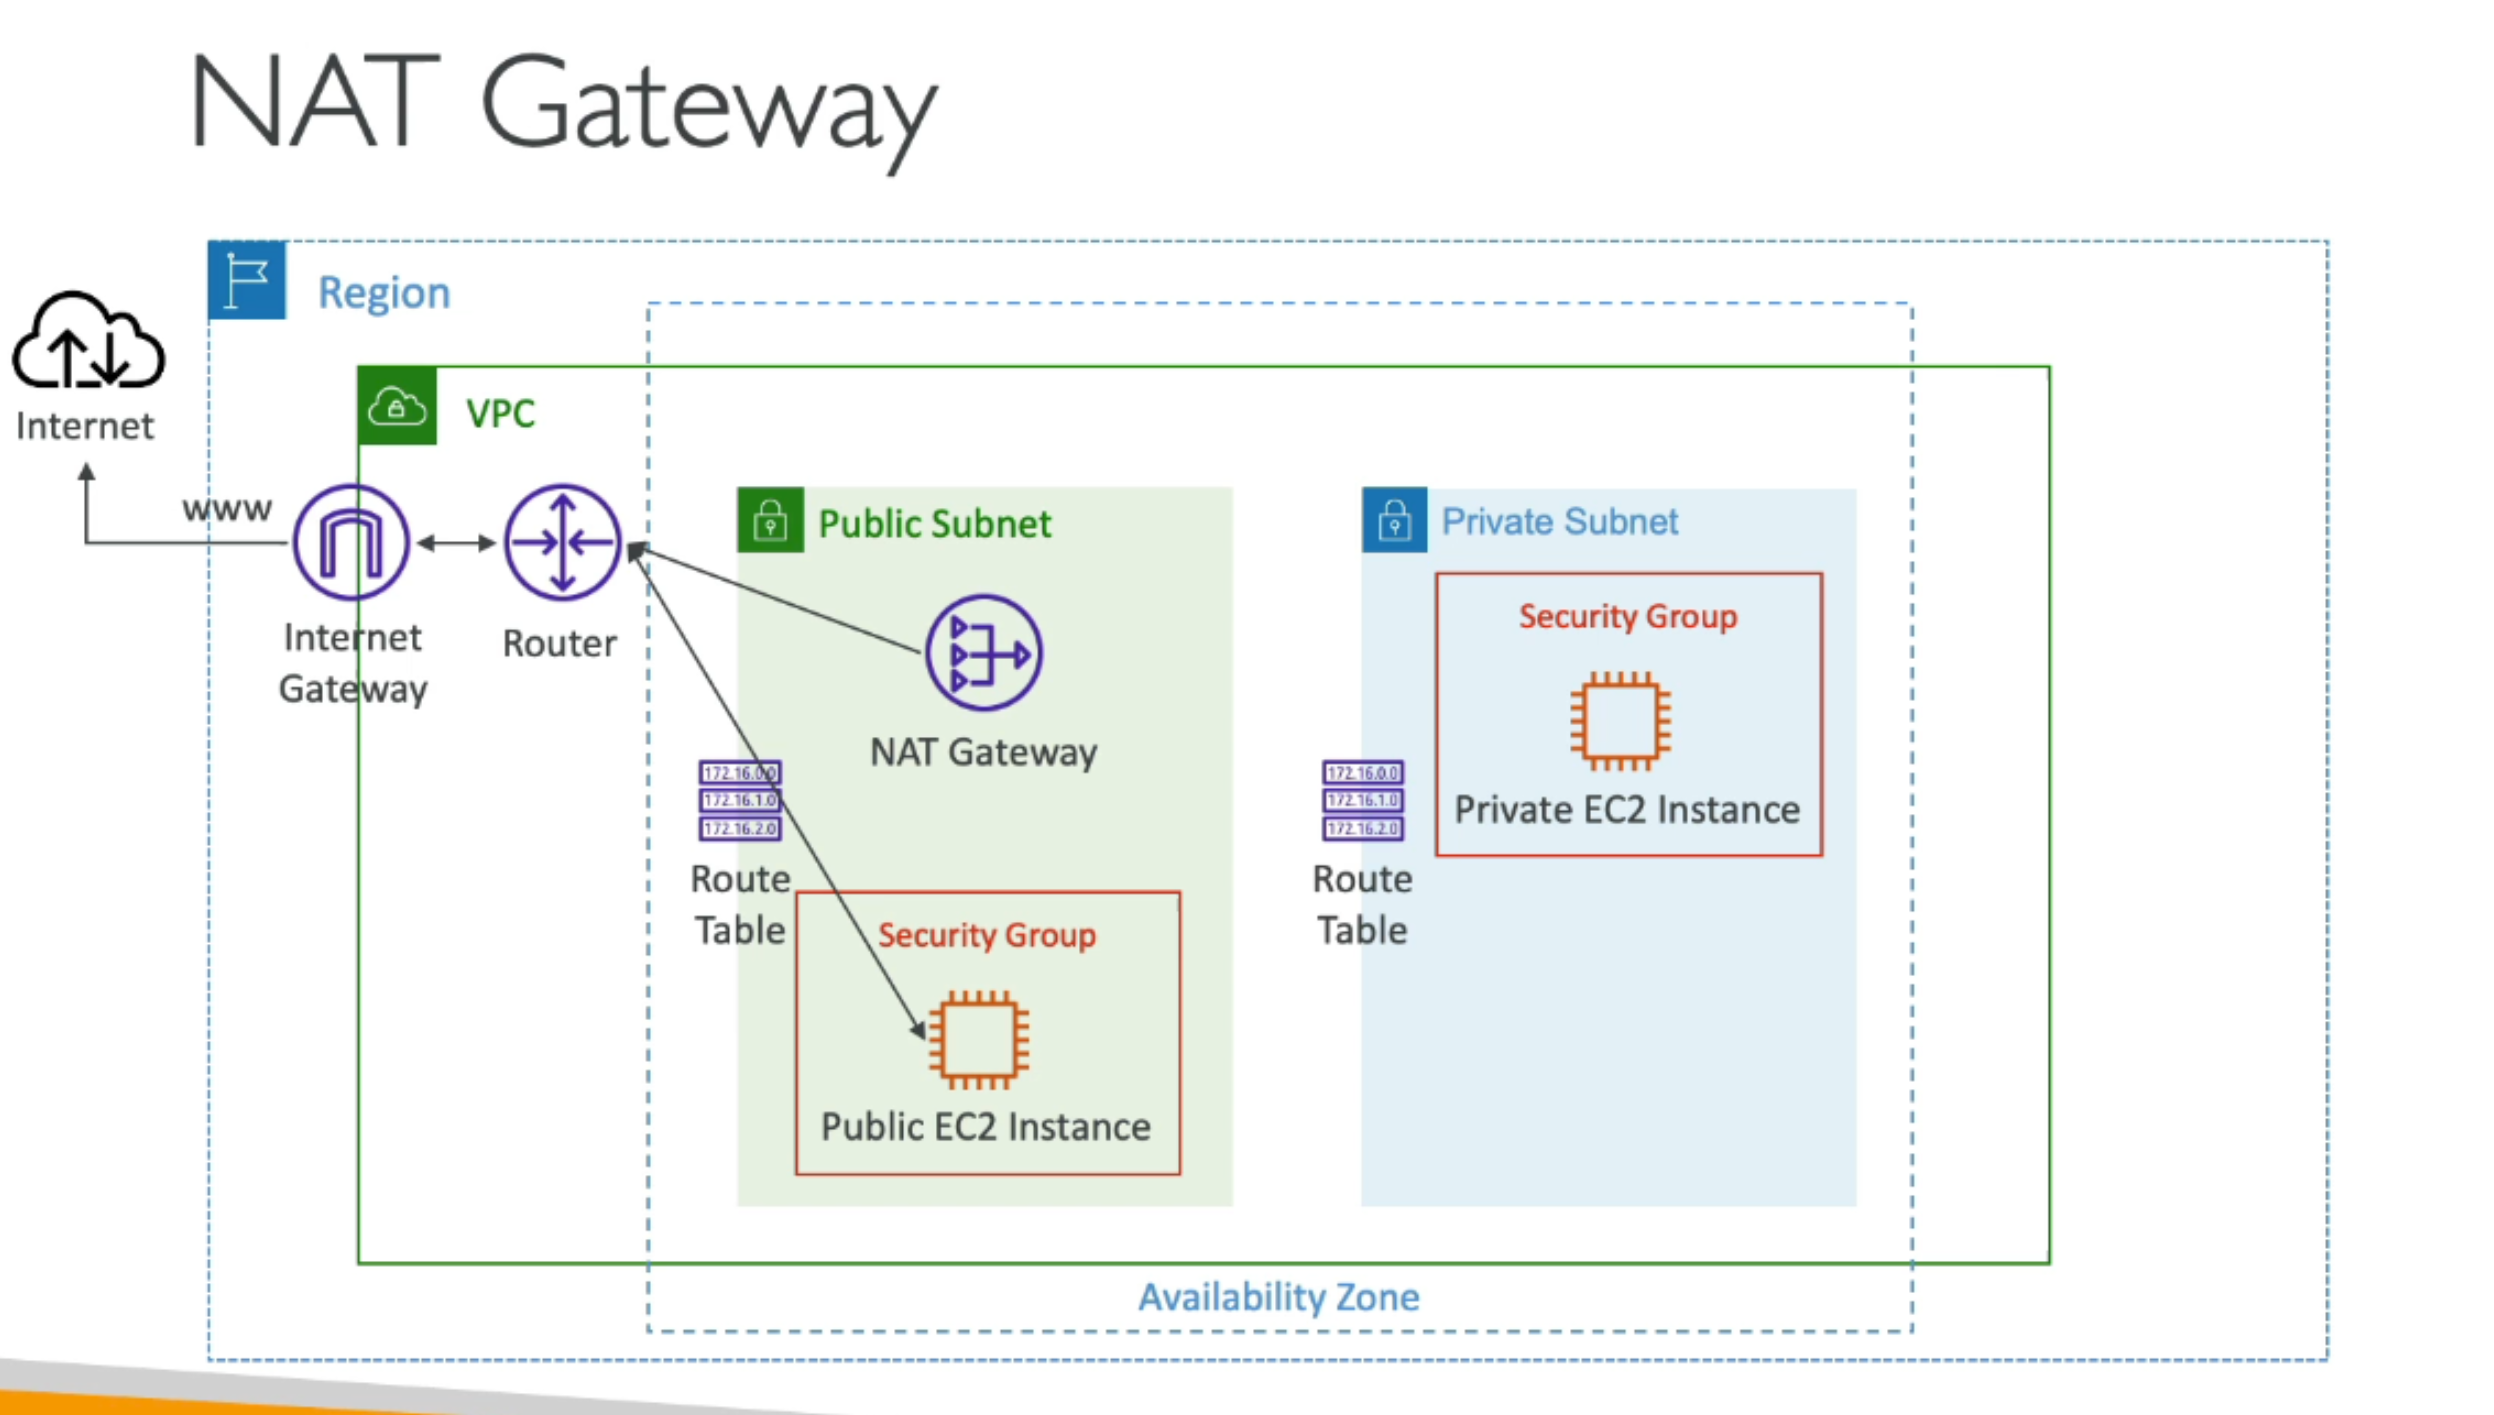 NAT Gateway
Region
Internet
VPC
www
Internet
Gateway
Router
Public Subnet
NAT Gateway
172.16.0.0
172.16.1.0
172.16.2.0
Route
Table
Security Group
Public EC2 Instance
Private Subnet
Security Group
Private EC2 Instance
172.16.0.0
172.16.1.0
172.16.2.0
Route
Table
Availability Zone